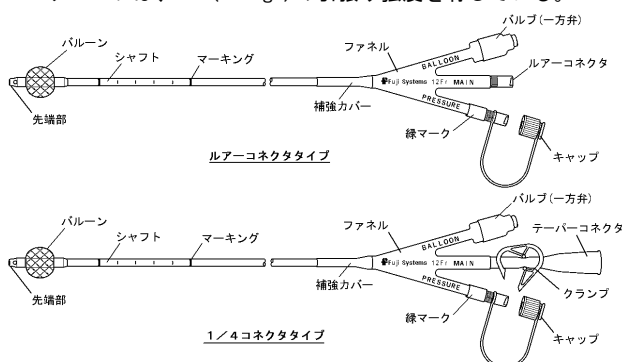 バルブ(一方弁)
バルーン
ファネル
シャフト
マーキング
BALLOON
ルアーコネクタ
Fuji Systems 12Fr MAIN
PRESSURE
先端部
補強カバー
緑マーク
キャップ
ルアーコネクタタイプ
バルブ(一方弁)
バルーン
ファネル
テーパーコネクタ
シャフト
マーキング
BALLOON
Fuji Systems 12Fr MAIN
PRESSURE
クランプ
先端部
補強カバー
緑マーク
キャップ
1/4コネクタタイプ